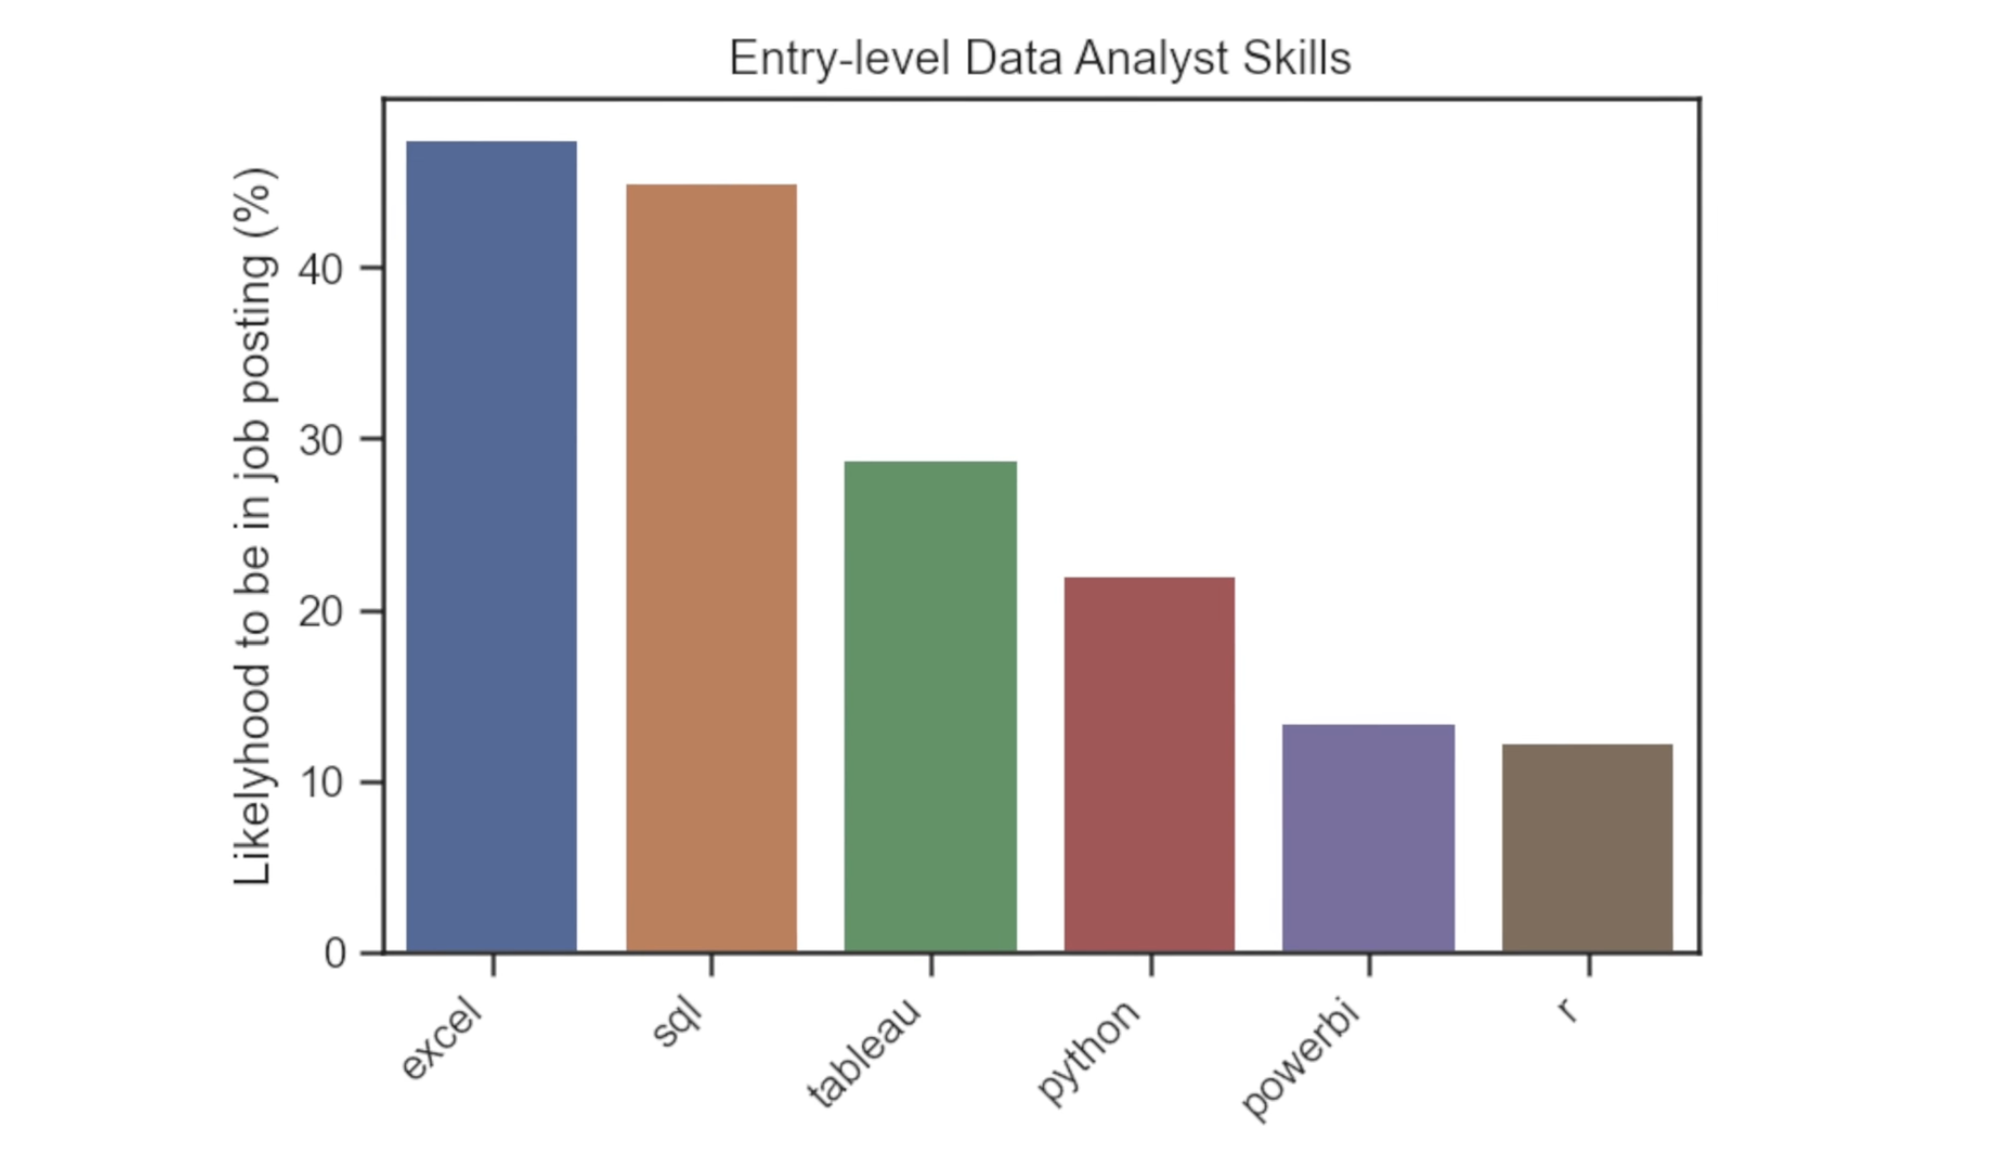 Entry-level Data Analyst Skills
Likelyhood to be in job posting (%)
40
30
20
10
0
excel
sql
tableau
python
powerbi
r